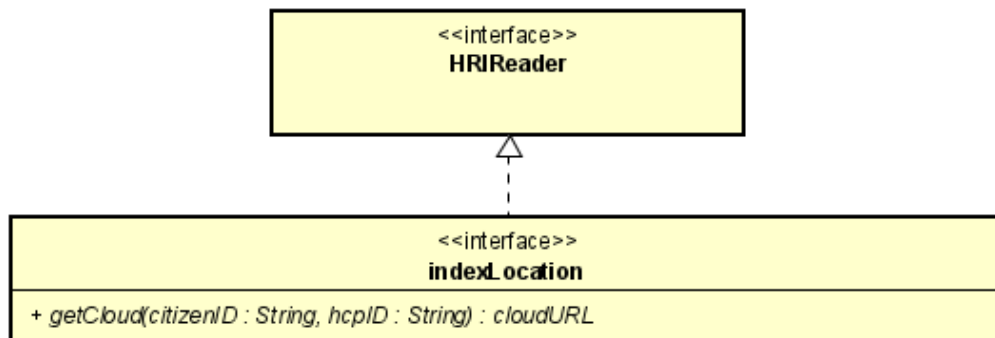 <<interface>>
HRIReader
<<interface>>
indexLocation
+ getCloud(citizenID : String, hcpID : String) : cloudURL